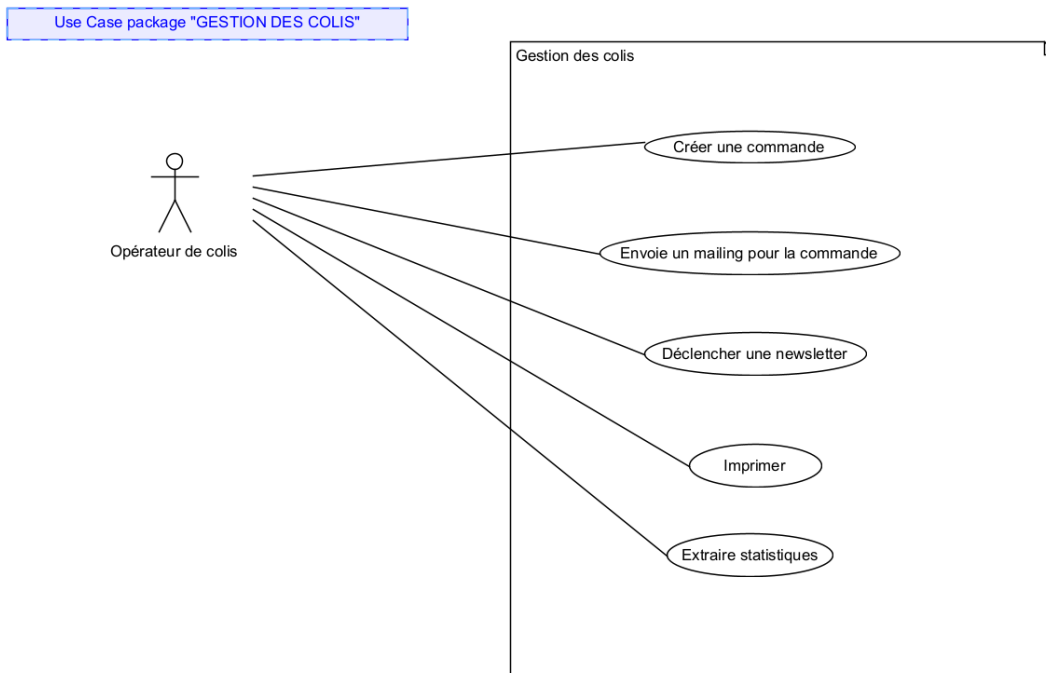 Use Case package "GESTION DES COLIS"
Gestion des colis
Créer une commande
Opérateur de colis
Envoie un mailing pour la commande
Déclencher une newsletter
Imprimer
Extraire statistiques